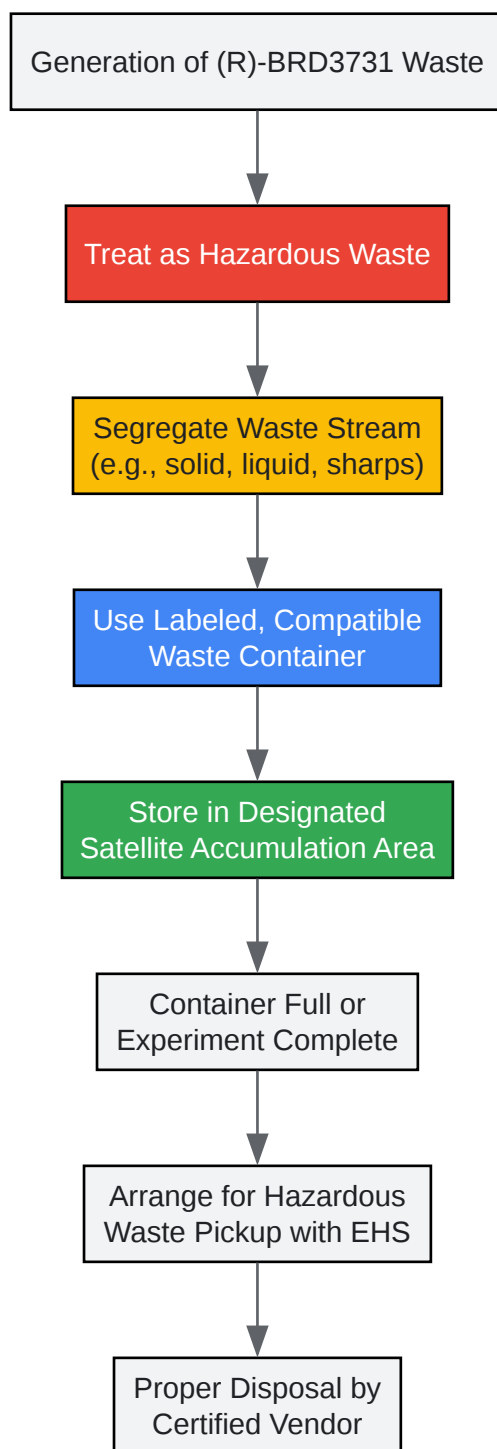 Generation of (R)-BRD3731 Waste
Treat as Hazardous Waste
Segregate Waste Stream
(e.g., solid, liquid, sharps)
Use Labeled, Compatible
Waste Container
Store in Designated
Satellite Accumulation Area
Container Full or
Experiment Complete
Arrange for Hazardous
Waste Pickup with EHS
Proper Disposal by
Certified Vendor